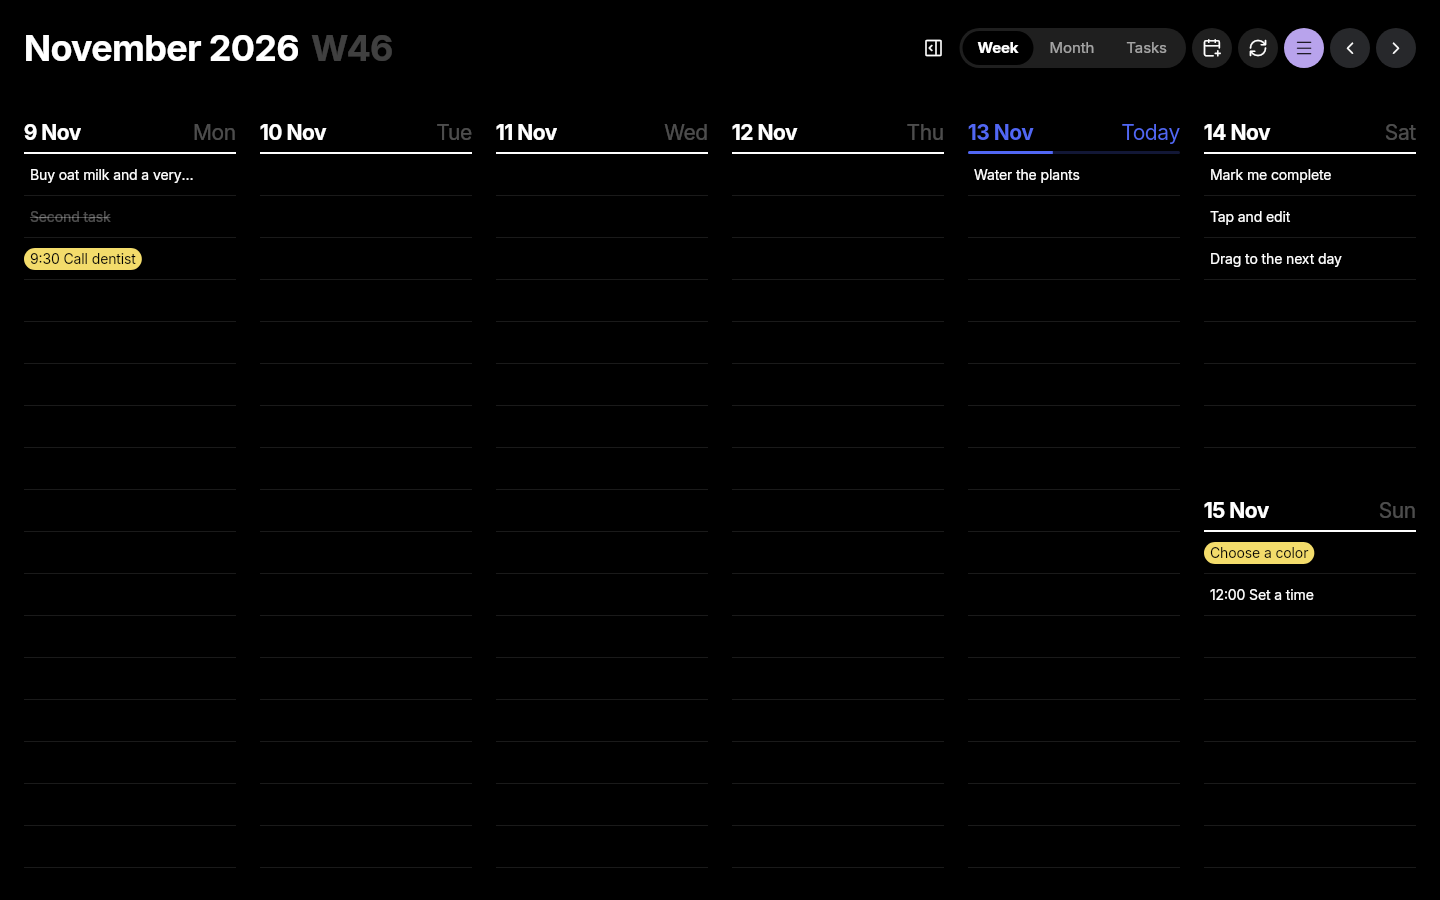 November 2026 W46
Week Month Tasks
9 Nov Mon
Buy oat milk and a very...
Second task
9:30 Call dentist
10 Nov Tue
11 Nov Wed
12 Nov Thu
13 Nov Today
Water the plants
14 Nov Sat
Mark me complete
Tap and edit
Drag to the next day
15 Nov Sun
Choose a color
12:00 Set a time